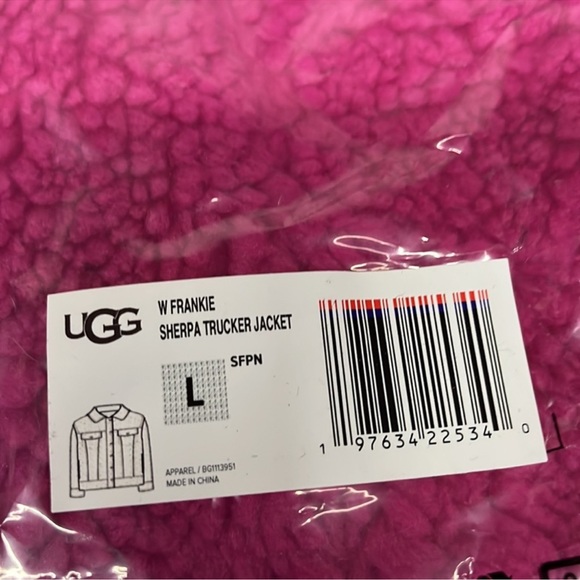 UGG
W FRANKIE
SHERPA TRUCKER JACKET
SFPN
L
APPAREL / BG1113951
MADE IN CHINA
1 97634 22534 0